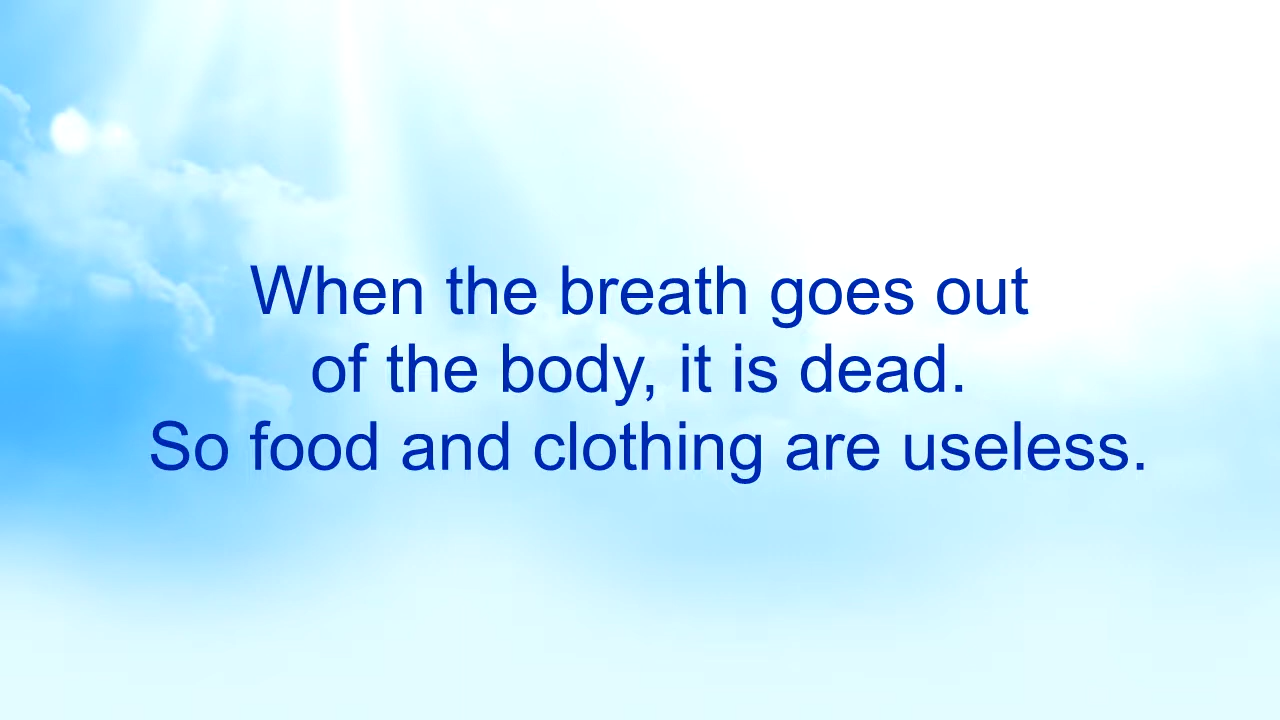 When the breath goes out
of the body, it is dead.
So food and clothing are useless.